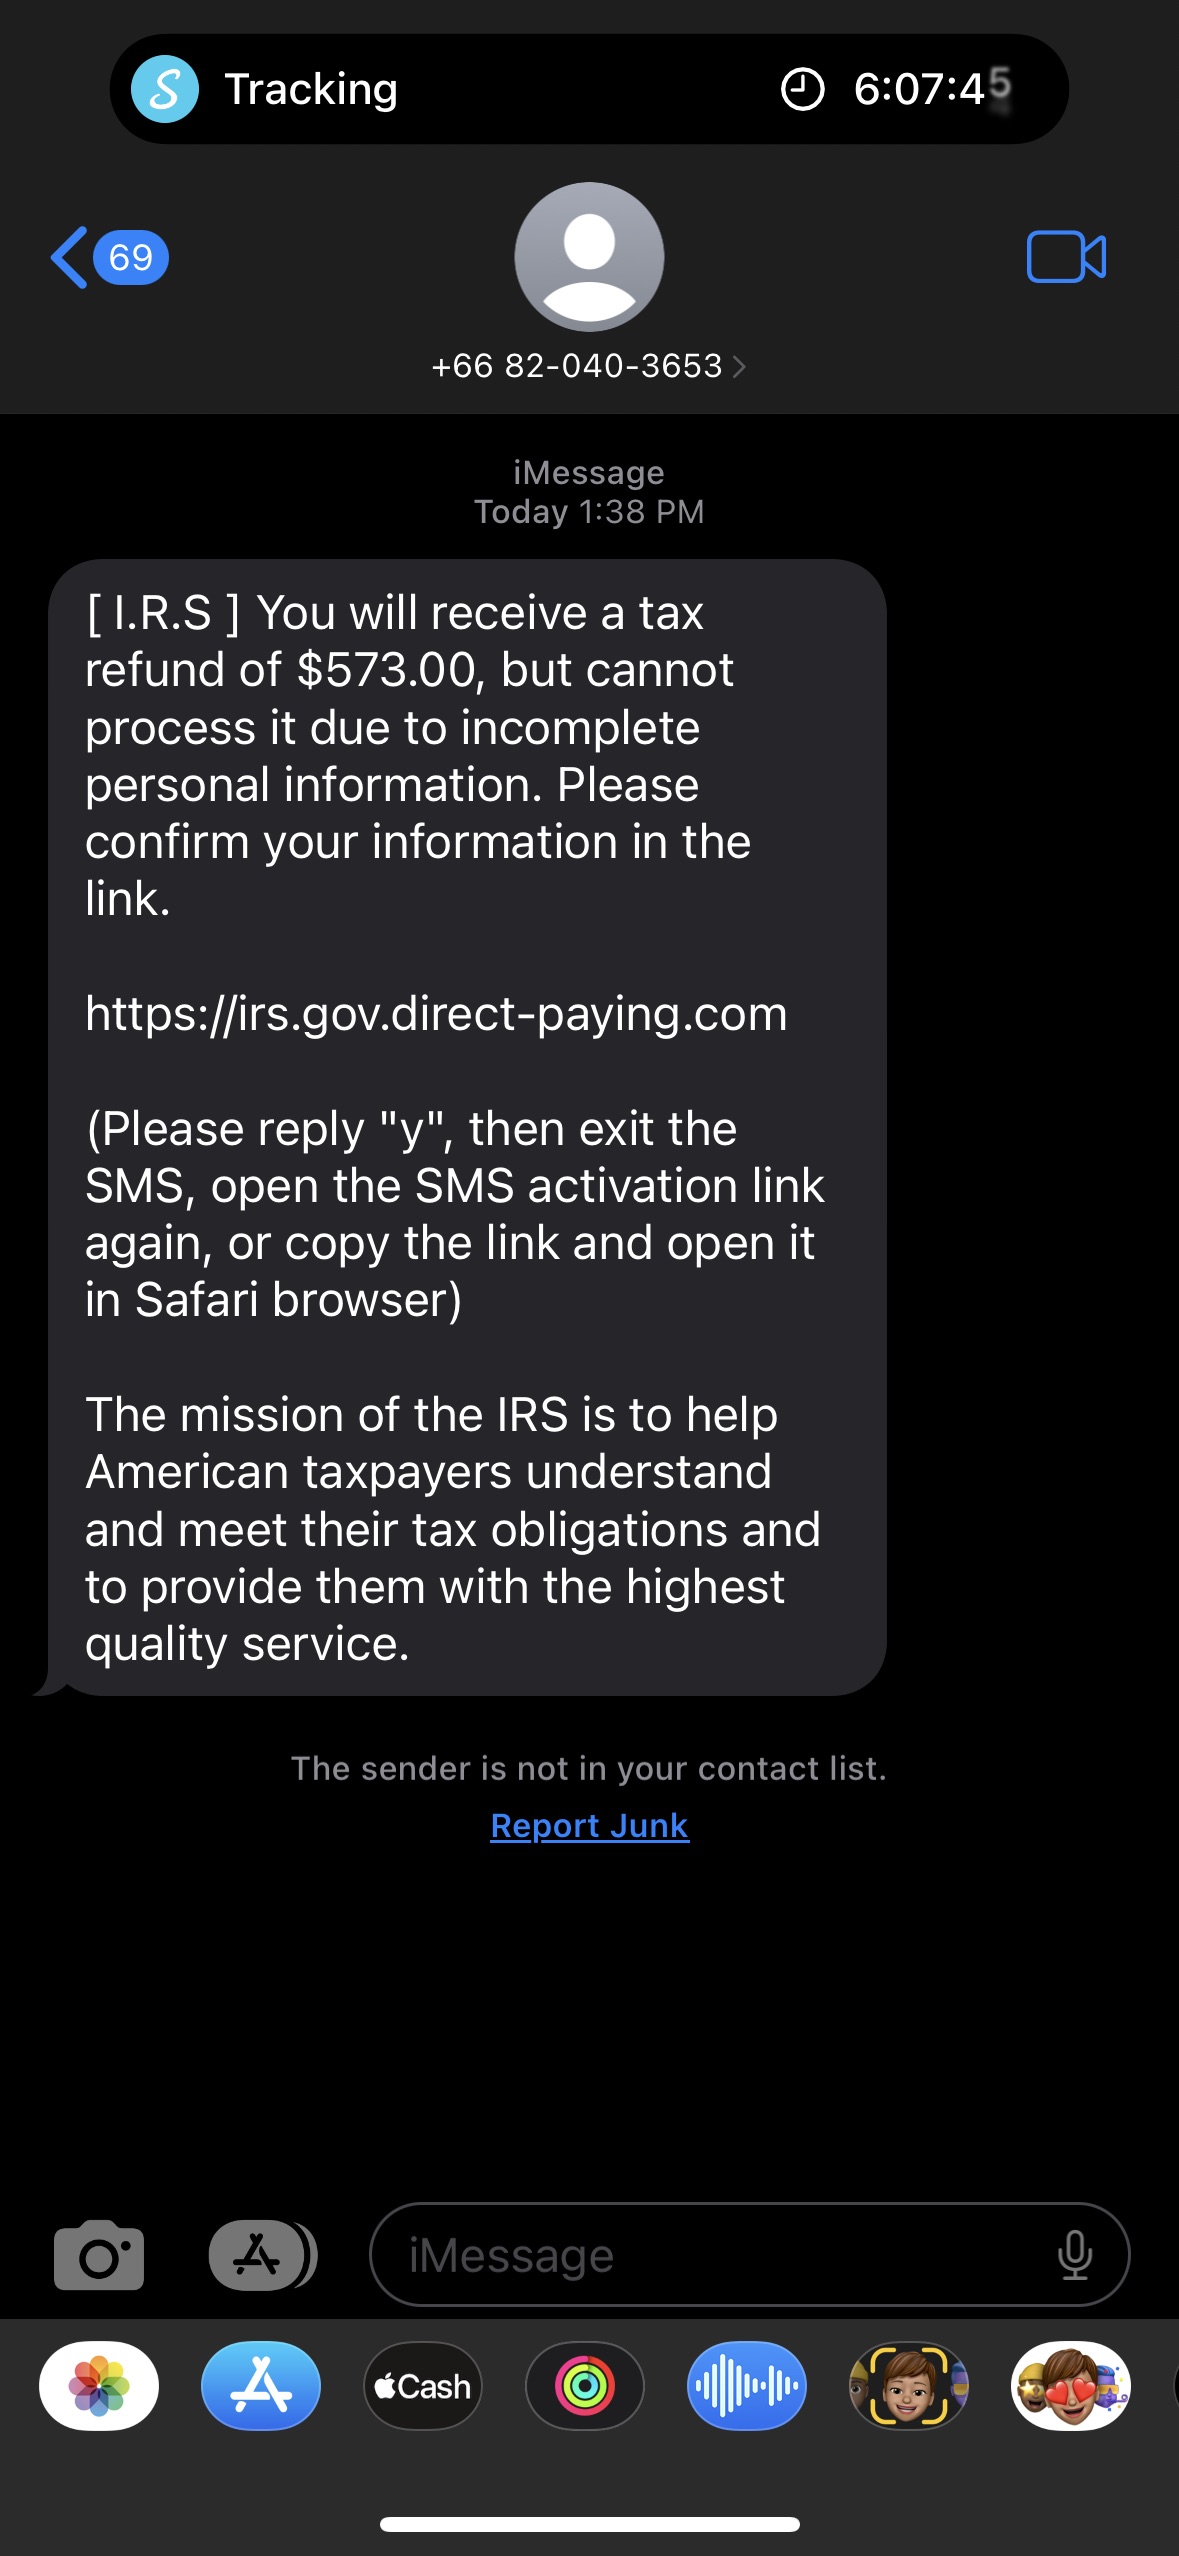 Tracking 6:07:45
69
+66 82-040-3653
iMessage
Today 1:38 PM
[ I.R.S ] You will receive a tax
refund of $573.00, but cannot
process it due to incomplete
personal information. Please
confirm your information in the
link.
https://irs.gov.direct-paying.com
(Please reply "y", then exit the
SMS, open the SMS activation link
again, or copy the link and open it
in Safari browser)
The mission of the IRS is to help
American taxpayers understand
and meet their tax obligations and
to provide them with the highest
quality service.
The sender is not in your contact list.
Report Junk
iMessage
Cash